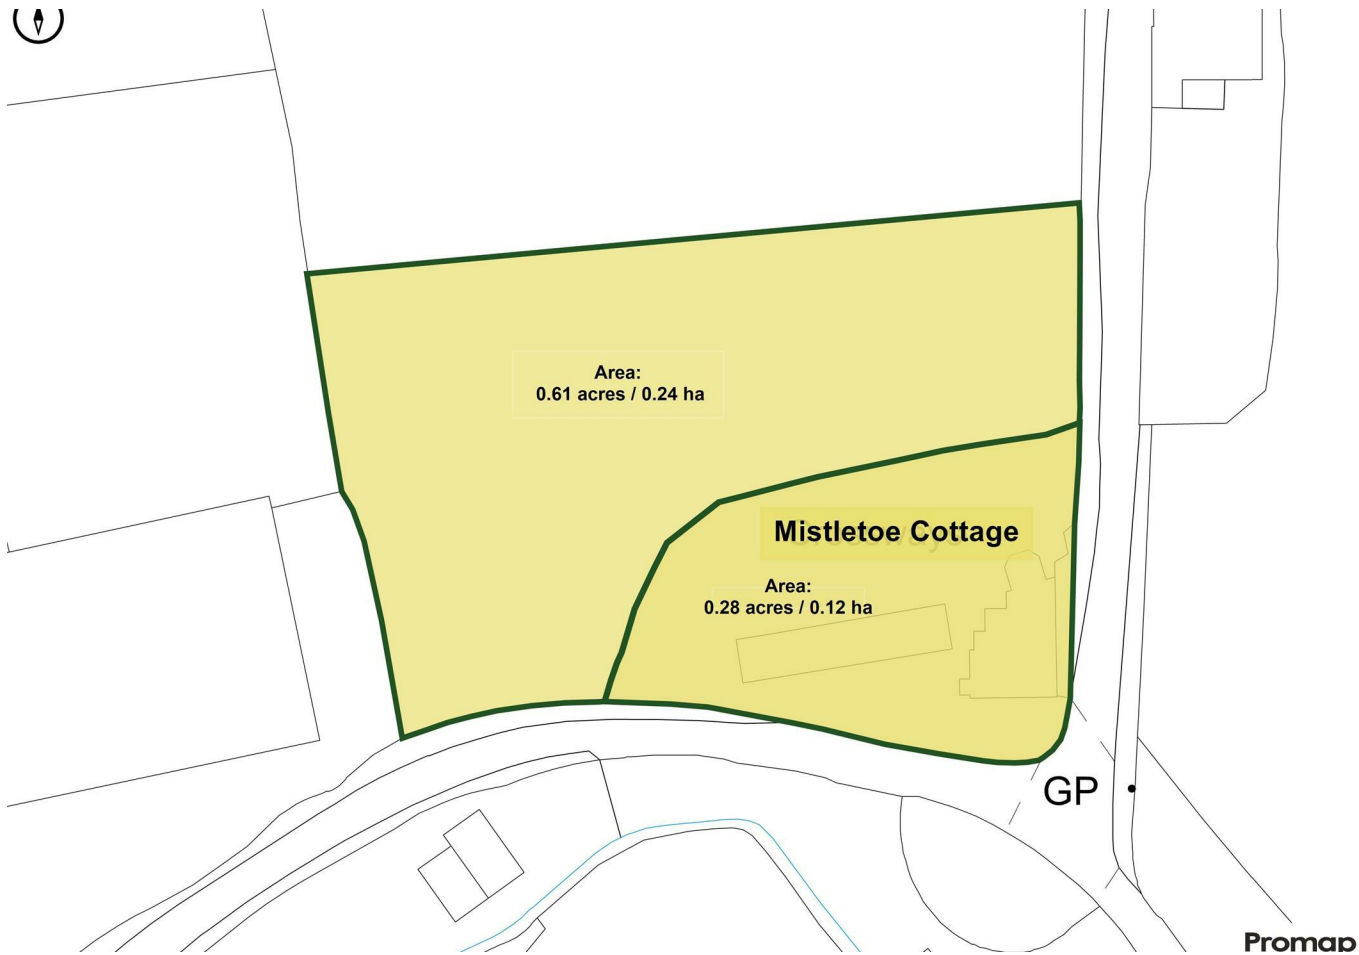 Area:
0.61 acres / 0.24 ha
Mistletoe Cottage
Area:
0.28 acres / 0.12 ha
GP
Promap